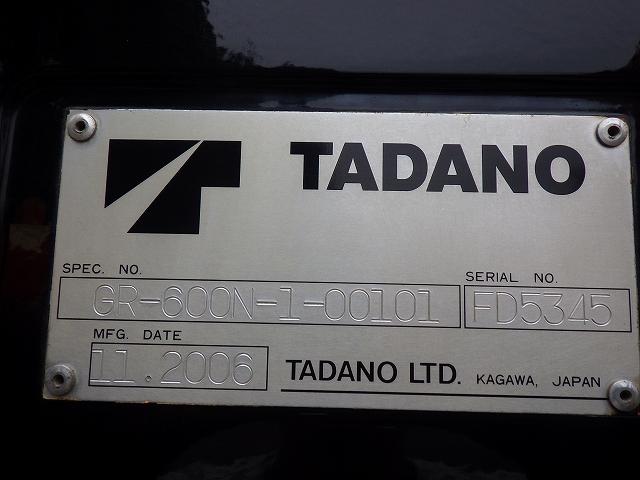 TADANO
SPEC. NO.
SERIAL NO.
GR-600N-1-00101
FD5345
MFG. DATE
11.2006
TADANO LTD. KAGAWA, JAPAN